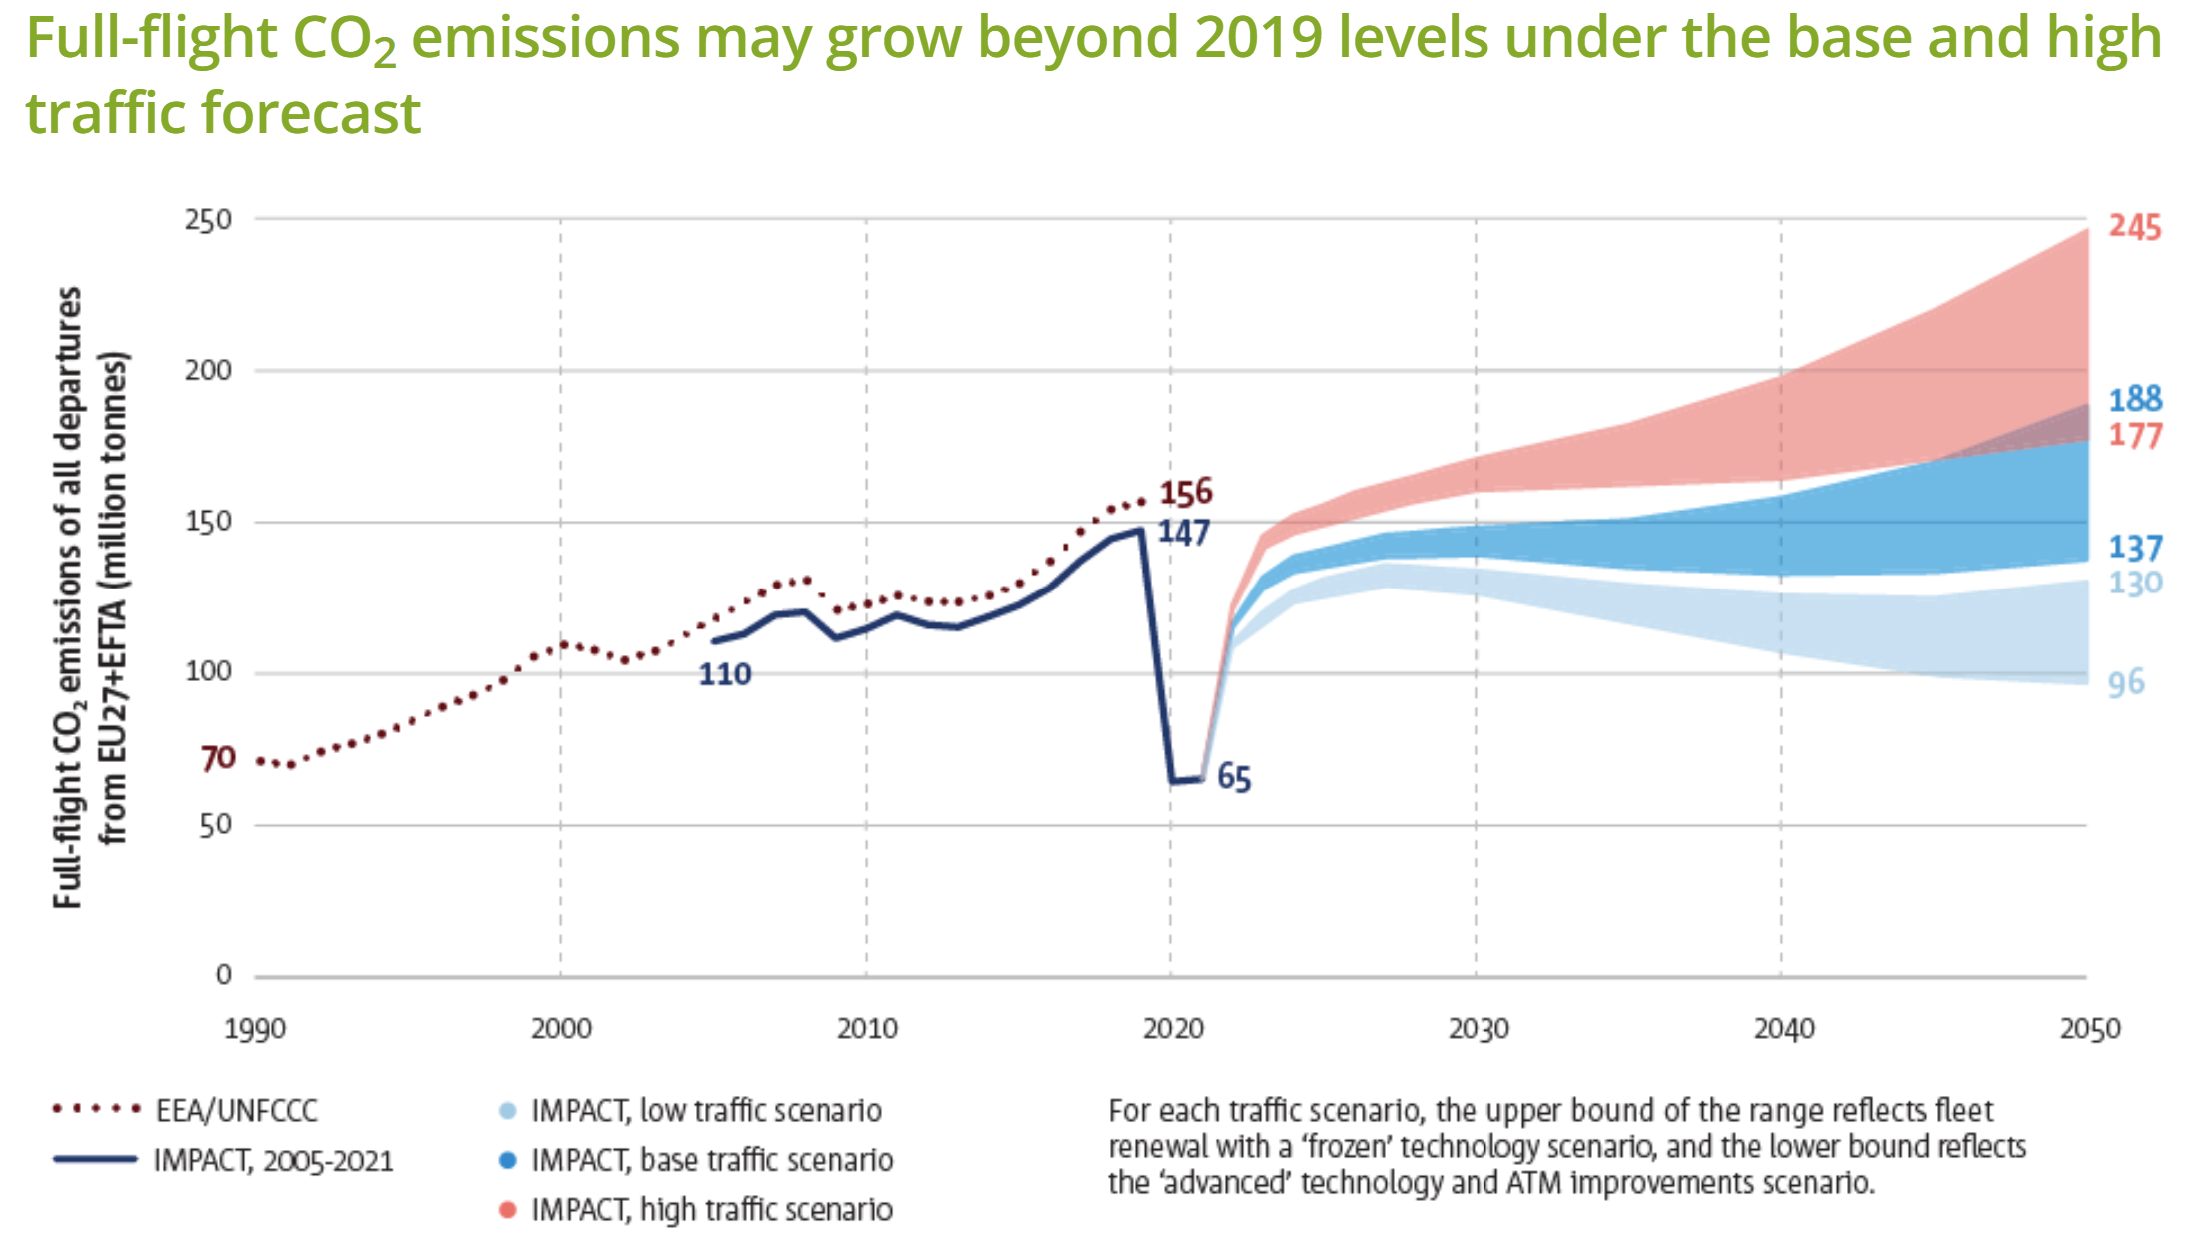 Full-flight CO₂ emissions may grow beyond 2019 levels under the base and high
traffic forecast
Full-flight CO₂ emissions of all departures
from EU27+EFTA (million tonnes)
250
200
150
100
50
0
70
110
156
147
65
245
188
177
137
130
96
1990
2000
2010
2020
2030
2040
2050
EEA/UNFCCC
IMPACT, 2005-2021
IMPACT, low traffic scenario
IMPACT, base traffic scenario
IMPACT, high traffic scenario
For each traffic scenario, the upper bound of the range reflects fleet
renewal with a ‘frozen’ technology scenario, and the lower bound reflects
the ‘advanced’ technology and ATM improvements scenario.